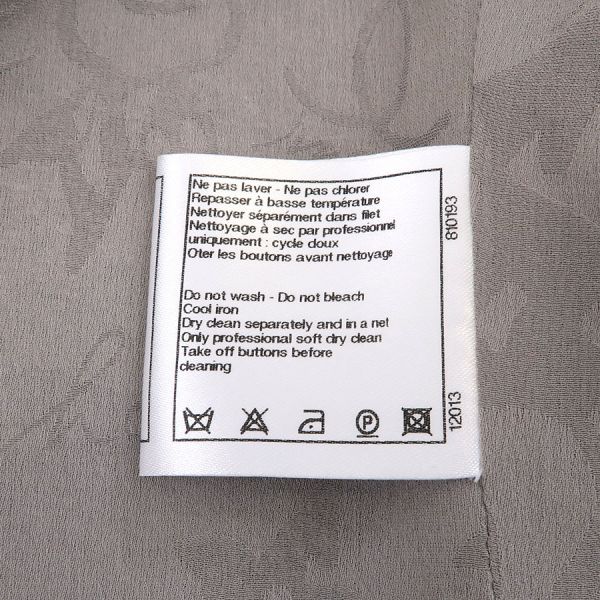 Ne pas laver - Ne pas chlorer
Repasser à basse température
Nettoyer séparément dans filet
Nettoyage à sec par professionnel
uniquement : cycle doux
Oter les boutons avant nettoyage
Do not wash - Do not bleach
Cool iron
Dry clean separately and in a net
Only professional soft dry clean
Take off buttons before
cleaning
P
810193
12013